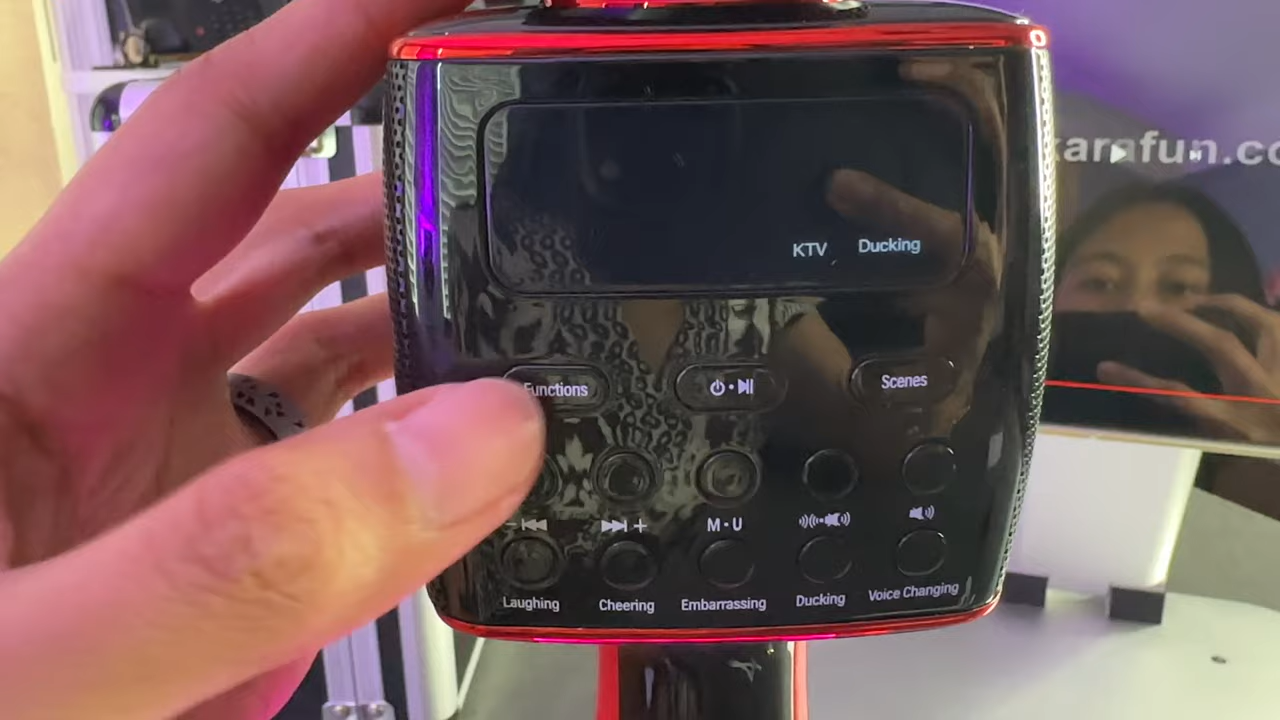 karafun.co
KTV Ducking
Functions Scenes
M•U
Laughing Cheering Embarrassing Ducking Voice Changing